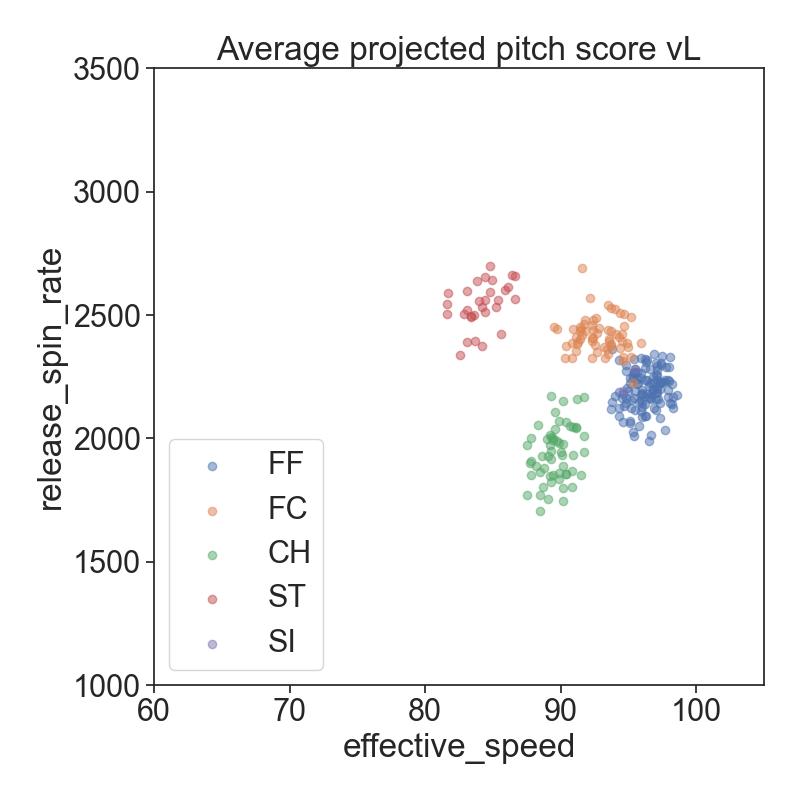 Average projected pitch score vL
3500
3000
2500
2000
1500
1000
release_spin_rate
FF
FC
CH
ST
SI
60
70
80
90
100
effective_speed